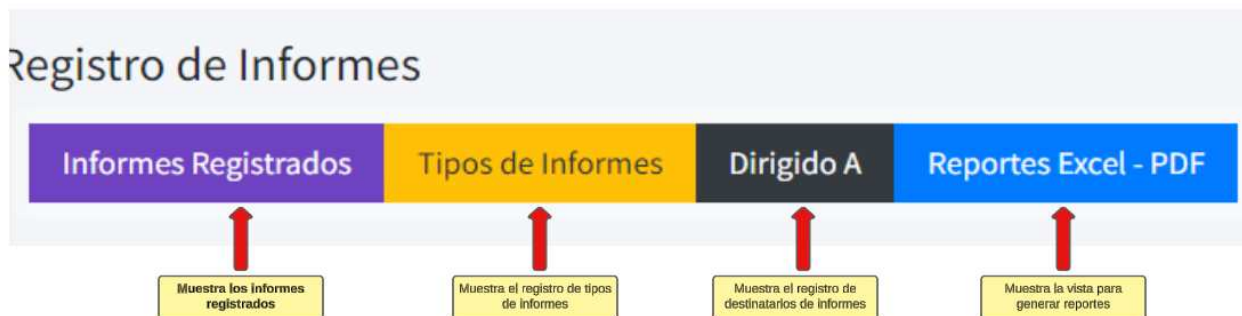 Registro de Informes
Informes Registrados
Tipos de Informes
Dirigido A
Reportes Excel - PDF
Muestra los informes
registrados
Muestra el registro de tipos
de informes
Muestra el registro de
destinatarios de informes
Muestra la vista para
generar reportes